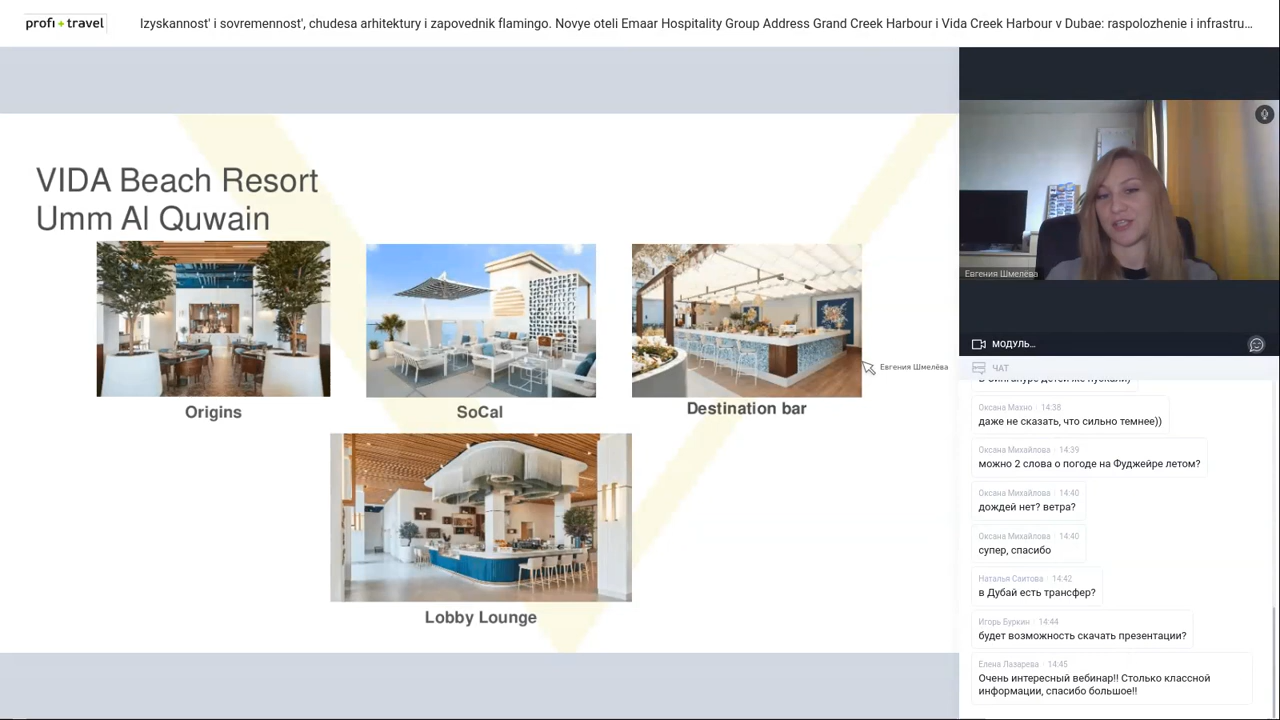 profi travel
Izyskannost' i sovremennost', chudesa arhitektury i zapovednik flamingo. Novye oteli Emaar Hospitality Group Address Grand Creek Harbour i Vida Creek Harbour v Dubae: raspolozhenie i infrastru...
VIDA Beach Resort
Umm Al Quwain
Origins
SoCal
Destination bar
Lobby Lounge
Евгения Шмелёва
Евгения Шмелёва
МОДУЛЬ...
ЧАТ
Оксана Махно 14:38
даже не сказать, что сильно темнее))
Оксана Михайлова 14:39
можно 2 слова о погоде на Фуджейре летом?
Оксана Михайлова 14:40
дождей нет? ветра?
Оксана Михайлова 14:40
супер, спасибо
Наталья Саитова 14:42
в Дубай есть трансфер?
Игорь Буркин 14:44
будет возможность скачать презентации?
Елена Лазарева 14:45
Очень интересный вебинар!! Столько классной
информации, спасибо большое!!